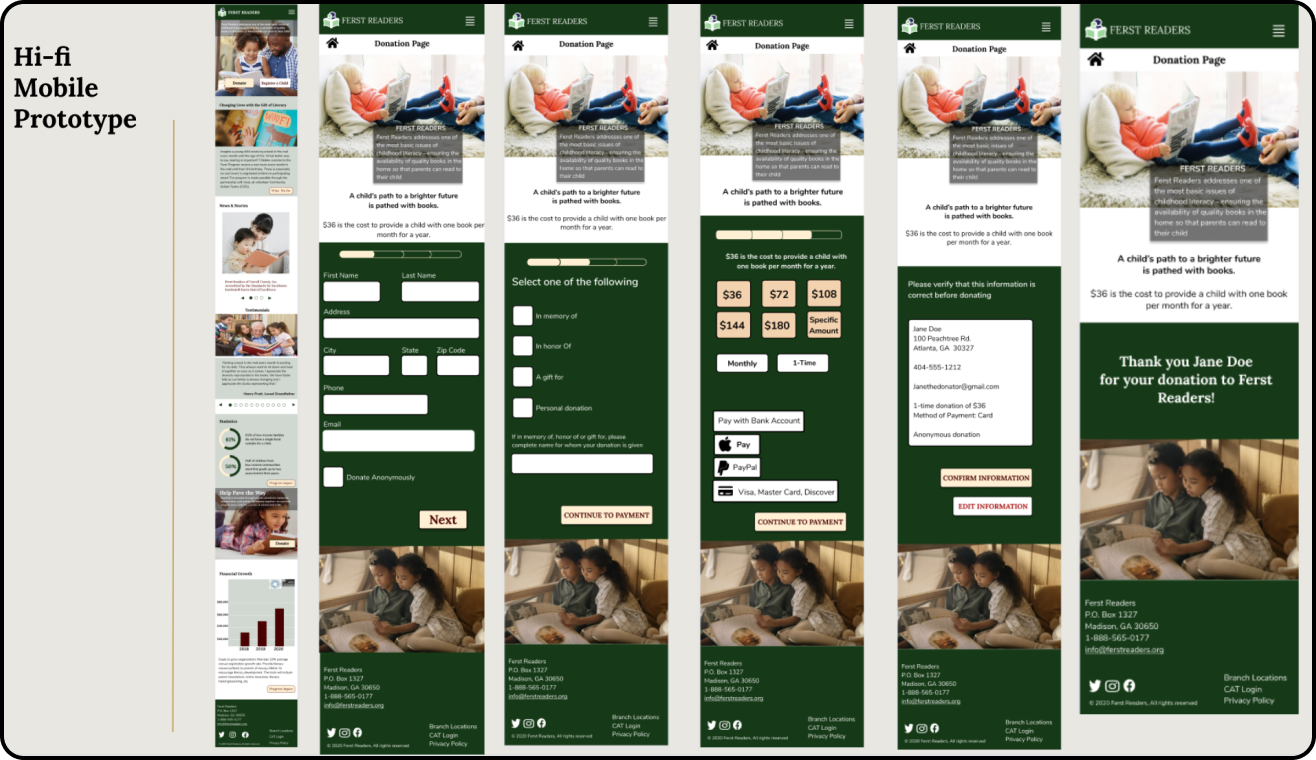 Hi-fi
Mobile
Prototype
FERST READERS
Donate
Register a Child
Changing Lives with the Gift of Literacy
News & Stories
Testimonials
Henry Pratt, Local Grandfather
Statistics
61%
50%
Program Impact
Help Pave the Way
Donate
Financial Growth
2018 2019 2020
Program Impact
Ferst Readers
P.O. Box 1327
Madison, GA 30650
1-888-565-0177
info@ferstreaders.org
Branch Locations
CAT Login
Privacy Policy
FERST READERS
Donation Page
FERST READERS
Ferst Readers addresses one of
the most basic issues of
childhood literacy - ensuring the
availability of quality books in the
home so that parents can read to
their child
A child's path to a brighter future
is pathed with books.
$36 is the cost to provide a child with one book per
month for a year.
First Name
Last Name
Address
City
State
Zip Code
Phone
Email
Donate Anonymously
Next
Ferst Readers
P.O. Box 1327
Madison, GA 30650
1-888-565-0177
info@ferstreaders.org
Branch Locations
CAT Login
Privacy Policy
© 2020 Ferst Readers, All rights reserved
FERST READERS
Donation Page
FERST READERS
Ferst Readers addresses one of
the most basic issues of
childhood literacy - ensuring the
availability of quality books in the
home so that parents can read to
their child
A child's path to a brighter future
is pathed with books.
$36 is the cost to provide a child with one book per
month for a year.
Select one of the following
In memory of
In honor Of
A gift for
Personal donation
If in memory, honor of or gift for, please
complete name for whom your donation is given
CONTINUE TO PAYMENT
Ferst Readers
P.O. Box 1327
Madison, GA 30650
1-888-565-0177
info@ferstreaders.org
Branch Locations
CAT Login
Privacy Policy
© 2020 Ferst Readers, All rights reserved
FERST READERS
Donation Page
FERST READERS
Ferst Readers addresses one of
the most basic issues of
childhood literacy - ensuring the
availability of quality books in the
home so that parents can read to
their child
A child's path to a brighter future
is pathed with books.
$36 is the cost to provide a child with
one book per month for a year.
$36
$72
$108
$144
$180
Specific
Amount
Monthly
1-Time
Pay with Bank Account
Pay
PayPal
Visa, Master Card, Discover
CONTINUE TO PAYMENT
Ferst Readers
P.O. Box 1327
Madison, GA 30650
1-888-565-0177
info@ferstreaders.org
Branch Locations
CAT Login
Privacy Policy
© 2020 Ferst Readers, All rights reserved
FERST READERS
Donation Page
FERST READERS
Ferst Readers addresses one of
the most basic issues of
childhood literacy - ensuring the
availability of quality books in the
home so that parents can read to
their child
A child's path to a brighter future
is pathed with books.
$36 is the cost to provide a child with one book
per month for a year.
Please verify that this information is
correct before donating
Jane Doe
100 Peachtree Rd.
Atlanta, GA 30327
404-555-1212
Janethedonator@gmail.com
1-time donation of $36
Method of Payment: Card
Anonymous donation
CONFIRM INFORMATION
EDIT INFORMATION
Ferst Readers
P.O. Box 1327
Madison, GA 30650
1-888-565-0177
info@ferstreaders.org
Branch Locations
CAT Login
Privacy Policy
© 2020 Ferst Readers, All rights reserved
FERST READERS
Donation Page
FERST READERS
Ferst Readers addresses one of
the most basic issues of
childhood literacy - ensuring the
availability of quality books in the
home so that parents can read to
their child
A child's path to a brighter future
is pathed with books.
$36 is the cost to provide a child with one book
per month for a year.
Thank you Jane Doe
for your donation to Ferst
Readers!
Ferst Readers
P.O. Box 1327
Madison, GA 30650
1-888-565-0177
info@ferstreaders.org
Branch Locations
CAT Login
Privacy Policy
© 2020 Ferst Readers, All rights reserved